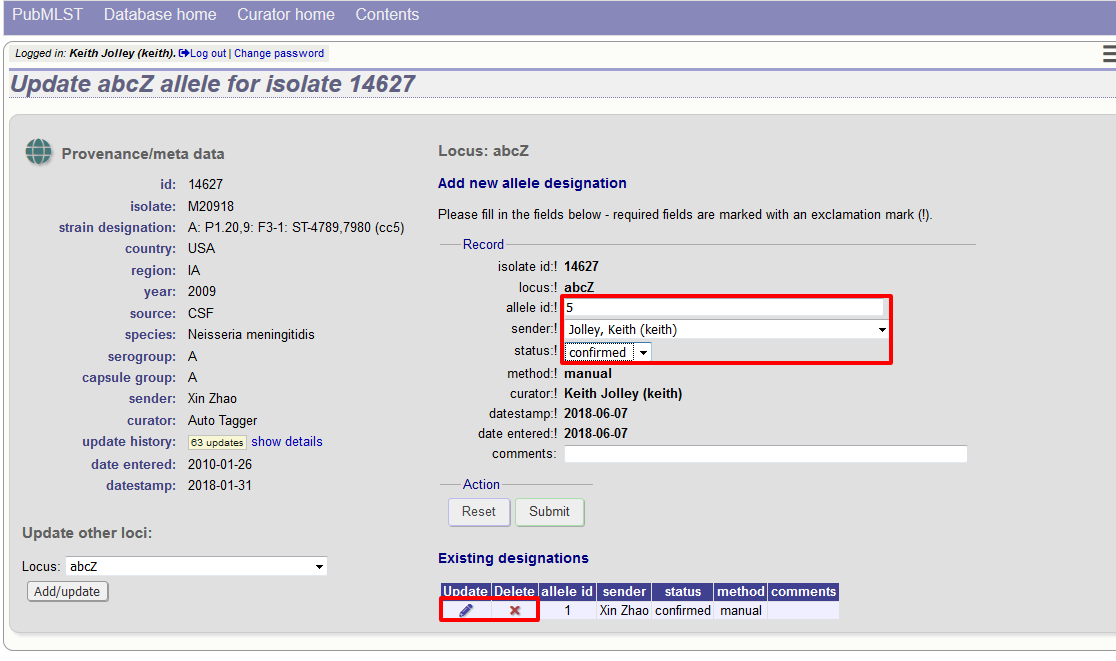 PubMLST Database home Curator home Contents
Logged in: Keith Jolley (keith). Log out | Change password
Update abcZ allele for isolate 14627
Provenance/meta data
id: 14627
isolate: M20918
strain designation: A: P1.20,9: F3-1: ST-4789,7980 (cc5)
country: USA
region: IA
year: 2009
source: CSF
species: Neisseria meningitidis
serogroup: A
capsule group: A
sender: Xin Zhao
curator: Auto Tagger
update history: 63 updates show details
date entered: 2010-01-26
datestamp: 2018-01-31
Update other loci:
Locus: abcZ
Add/update
Locus: abcZ
Add new allele designation
Please fill in the fields below - required fields are marked with an exclamation mark (!).
Record
isolate id:! 14627
locus:! abcZ
allele id:! 5
sender:! Jolley, Keith (keith)
status:! confirmed
method:! manual
curator:! Keith Jolley (keith)
datestamp:! 2018-06-07
date entered:! 2018-06-07
comments:
Action
Reset Submit
Existing designations
Update Delete allele id sender status method comments
1 Xin Zhao confirmed manual